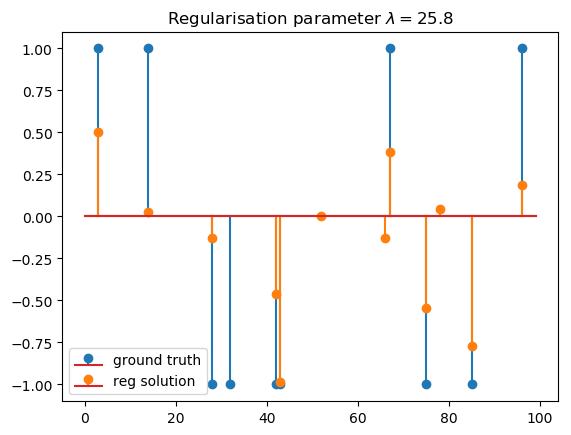 Regularisation parameter λ = 25.8
1.00
0.75
0.50
0.25
0.00
−0.25
−0.50
−0.75
−1.00
ground truth
reg solution
0 20 40 60 80 100